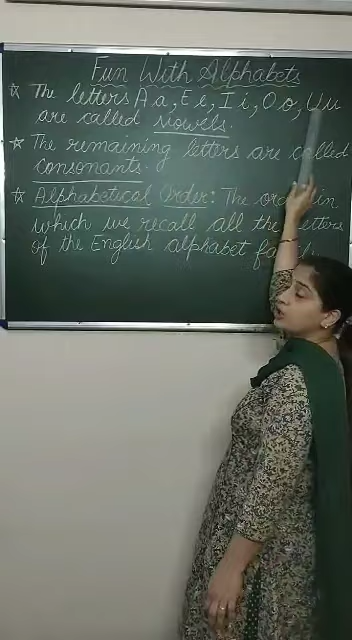 Fun With Alphabets
☆ The letters A a, E e, I i, O o, U u
are called vowels.
☆ The remaining letters are called
consonants.
☆ Alphabetical Order: The in
which we recall all the letters
of the English alphabet